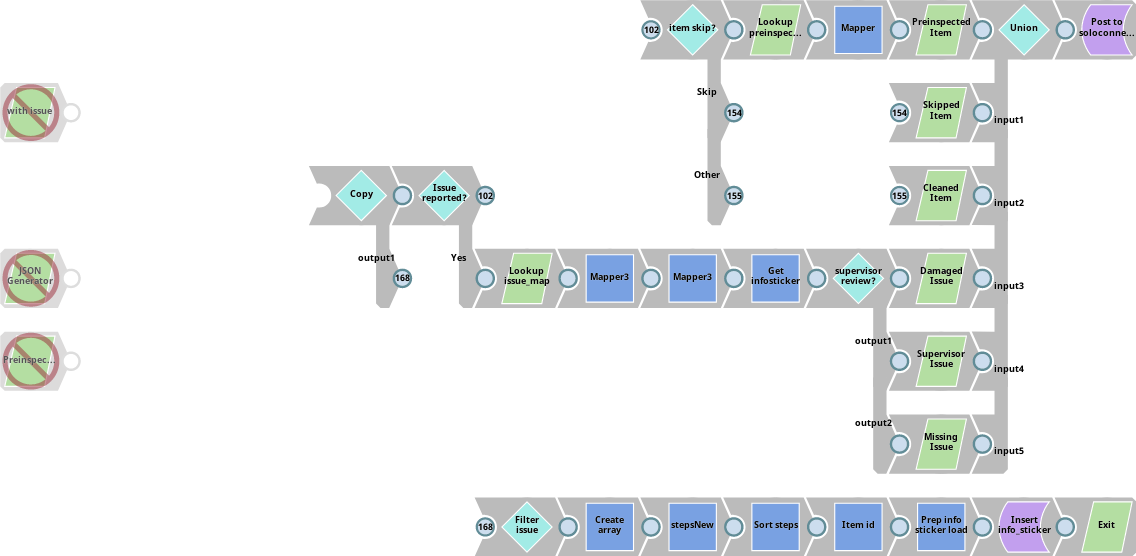 102
item skip?
Lookup
preinspec...
Mapper
Preinspected
Item
Union
Post to
soloconne...
with issue
Skip
154
154
Skipped
Item
input1
Copy
Issue
reported?
102
Other
155
155
Cleaned
Item
input2
JSON
Generator
output1
168
Yes
Lookup
issue_map
Mapper3
Mapper3
Get
infosticker
supervisor
review?
Damaged
Item
input3
Preinspec...
output1
Supervisor
Issue
input4
output2
Missing
Issue
input5
168
Filter
issue
Create
array
stepsNew
Sort steps
Item id
Prep info
sticker load
Insert
info_sticker
Exit